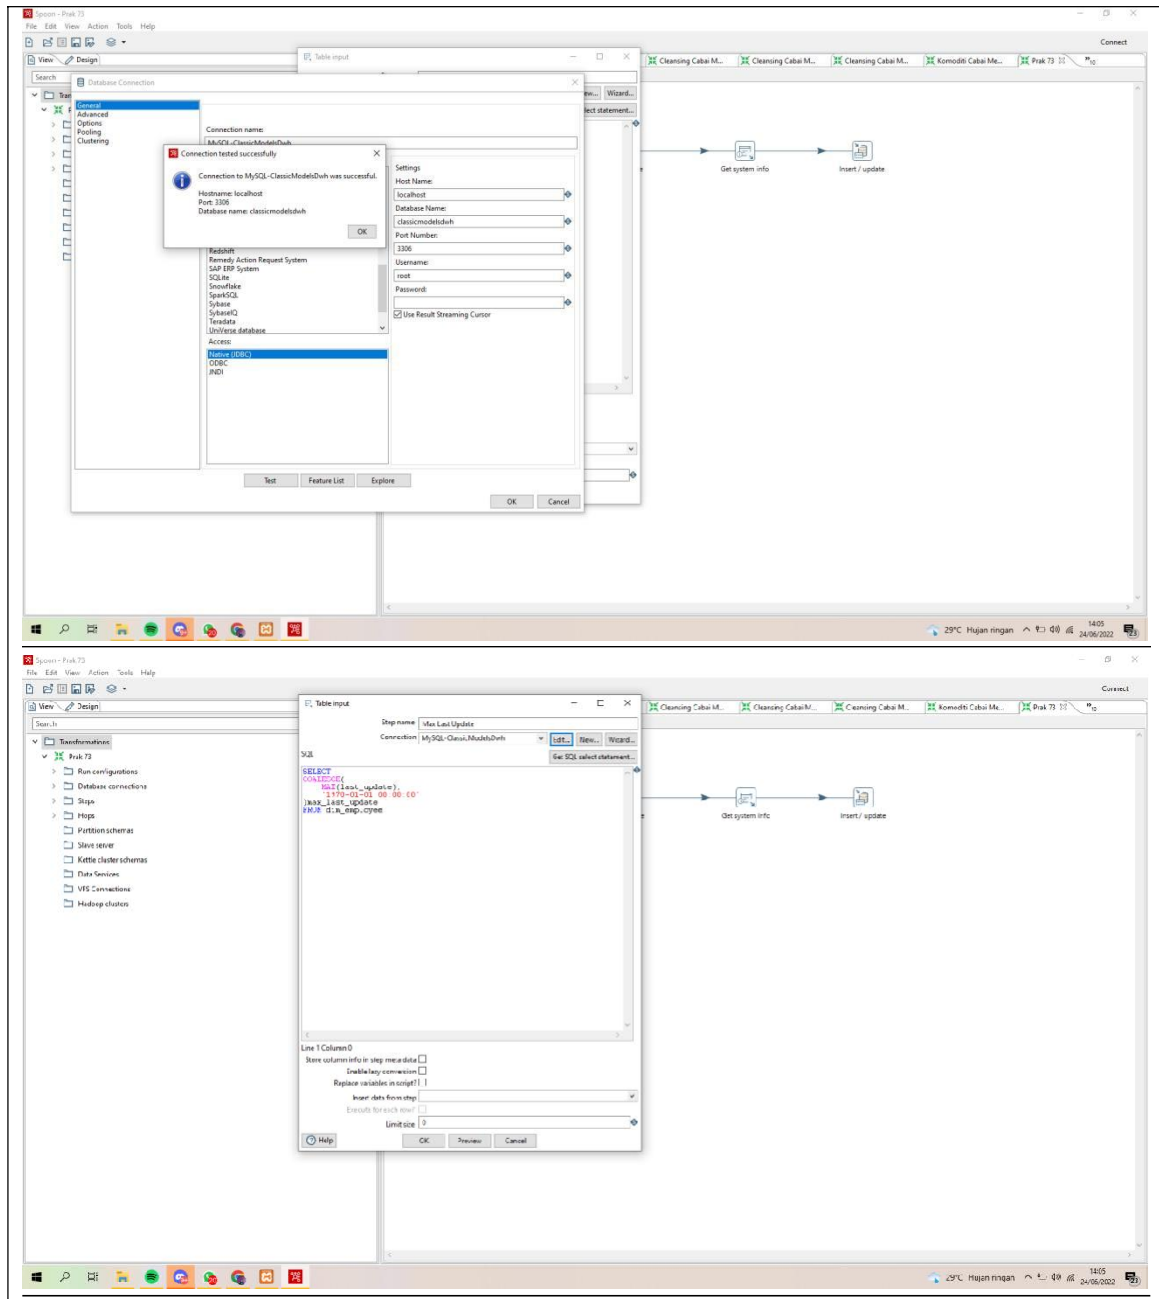 Spoon - Prak 73
File Edit View Action Tools Help
Connect
View Design
Table input
Cleansing Cabai M... Cleansing Cabai M... Cleansing Cabai M... Komoditi Cabai Me... Prak 73
Search
Database Connection
Wizard...
General
Advanced
Options
Pooling
Clustering
Connection name:
MySQL-ClassicModelsDwh
Connection tested successfully
Connection to MySQL-ClassicModelsDwh was successful.
Hostname: localhost
Port: 3306
Database name: classicmodelsdwh
OK
Redshift
Remedy Action Request System
SAP ERP System
SQLite
Snowflake
SparkSQL
Sybase
SybaseIQ
Teradata
UniVerse database
Access:
Native (JDBC)
ODBC
JNDI
Settings
Host Name:
localhost
Database Name:
classicmodelsdwh
Port Number:
3306
Username:
root
Password:
Use Result Streaming Cursor
Get system info
Insert / update
Test Feature List Explore
OK Cancel
29°C Hujan ringan
14:05
24/06/2022
Spoon - Prak 73
File Edit View Action Tools Help
Connect
View Design
Table input
Cleansing Cabai M... Cleansing Cabai M... Cleansing Cabai M... Komoditi Cabai Me... Prak 73
Search
Step name Max Last Update
Connection MySQL-ClassicModelsDwh Edit... New... Wizard...
SQL
Get SQL select statement...
Transformations
Prak 73
Run configurations
Database connections
Steps
Hops
Partition schemas
Slave server
Kettle cluster schemas
Data Services
VFS Connections
Hadoop clusters
SELECT
COALESCE(
MAX(last_update),
'1970-01-01 00:00:00'
)max_last_update
FROM dim_employee
Get system info
Insert / update
Line 1 Column 0
Store column info in step meta data
Enable lazy conversion
Replace variables in script?
Insert data from step
Execute for each row?
Limit size 0
Help OK Preview Cancel
29°C Hujan ringan
14:05
24/06/2022